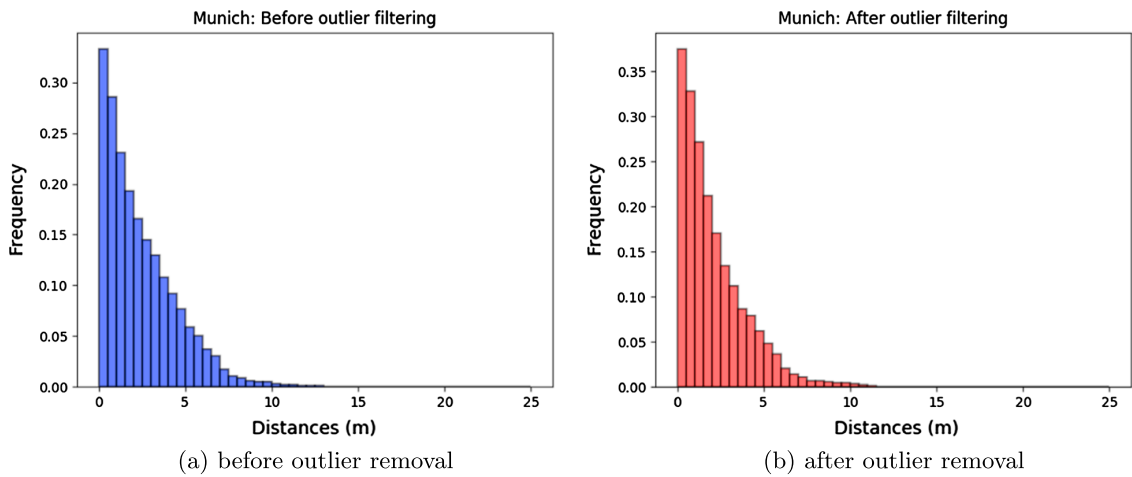 Munich: Before outlier filtering
Frequency
0.30
0.25
0.20
0.15
0.10
0.05
0.00
0 5 10 15 20 25
Distances (m)
(a) before outlier removal
Munich: After outlier filtering
Frequency
0.35
0.30
0.25
0.20
0.15
0.10
0.05
0.00
0 5 10 15 20 25
Distances (m)
(b) after outlier removal